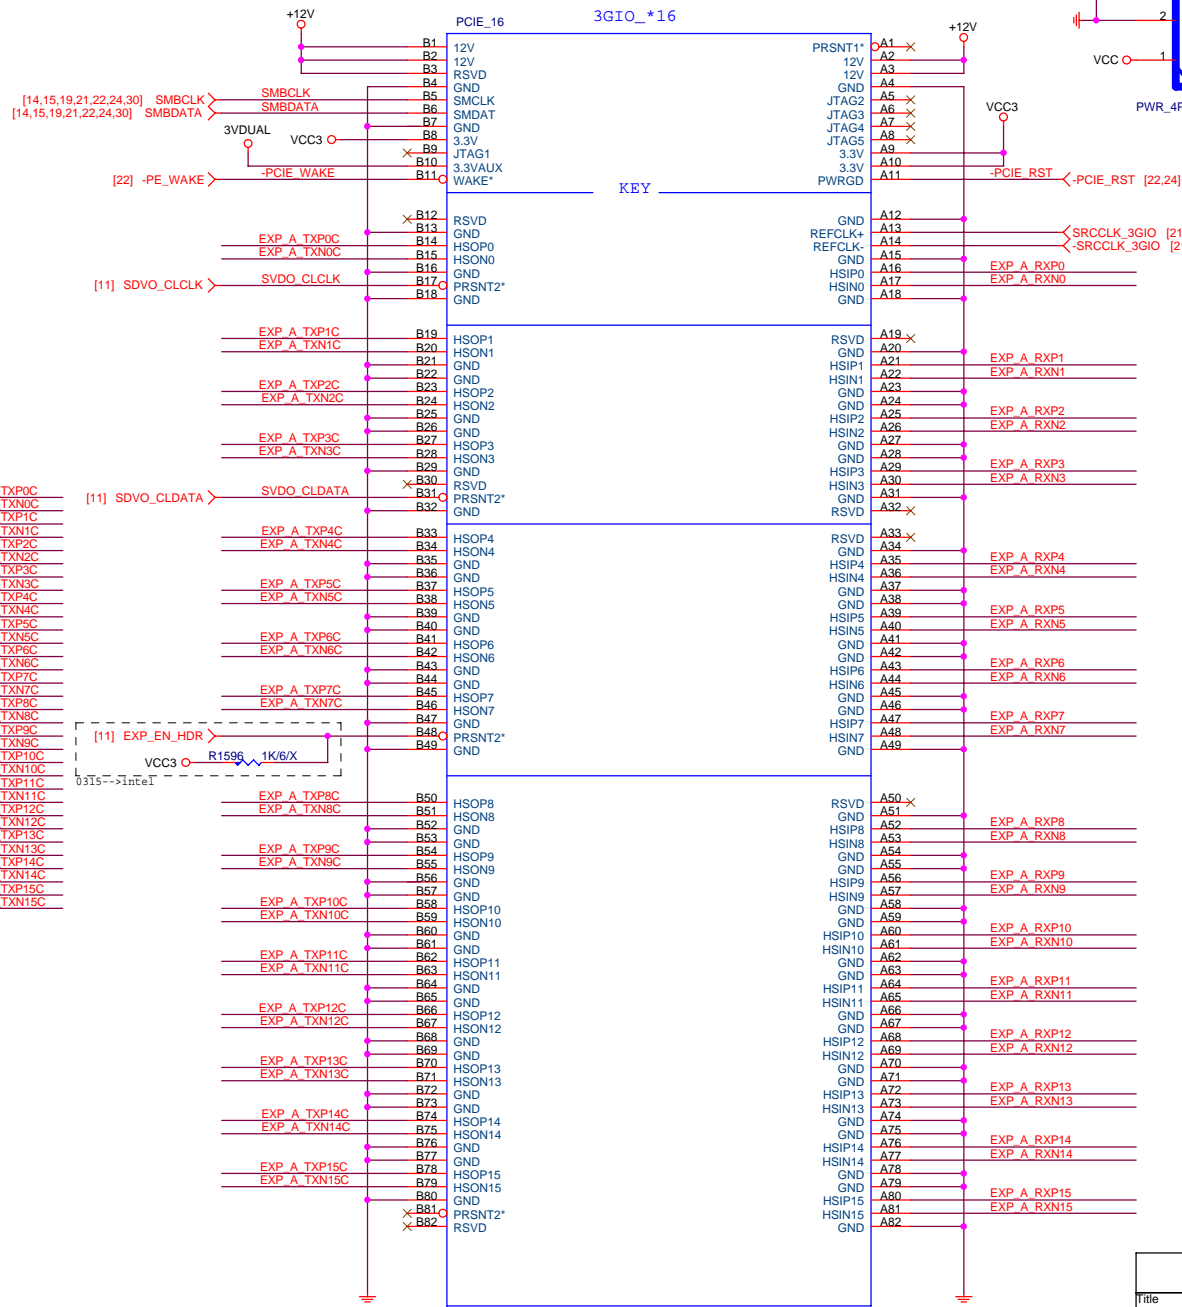 +12V
PCIE_16
3GIO_*16
+12V
2
VCC 1
PWR_4P
B1 12V PRSNT1* A1
B2 12V 12V A2
B3 RSVD 12V A3
B4 GND GND A4
[14,15,19,21,22,24,30] SMBCLK SMBCLK B5 SMCLK JTAG2 A5
[14,15,19,21,22,24,30] SMBDATA SMBDATA B6 SMDAT JTAG3 A6
VCC3
B7 GND JTAG4 A7
3VDUAL VCC3 B8 3.3V JTAG5 A8
B9 JTAG1 3.3V A9
B10 3.3VAUX 3.3V A10
[22] -PE_WAKE -PCIE_WAKE B11 WAKE* PWRGD A11 -PCIE_RST -PCIE_RST [22,24]
KEY
B12 RSVD GND A12
B13 GND REFCLK+ A13 SRCCLK_3GIO [21
EXP_A_TXP0C B14 HSOP0 REFCLK- A14 -SRCCLK_3GIO [2
EXP_A_TXN0C B15 HSON0 GND A15
B16 GND HSIP0 A16 EXP_A_RXP0
[11] SDVO_CLCLK SVDO_CLCLK B17 PRSNT2* HSIN0 A17 EXP_A_RXN0
B18 GND GND A18
EXP_A_TXP1C B19 HSOP1 RSVD A19
EXP_A_TXN1C B20 HSON1 GND A20
B21 GND HSIP1 A21 EXP_A_RXP1
B22 GND HSIN1 A22 EXP_A_RXN1
EXP_A_TXP2C B23 HSOP2 GND A23
EXP_A_TXN2C B24 HSON2 GND A24
B25 GND HSIP2 A25 EXP_A_RXP2
B26 GND HSIN2 A26 EXP_A_RXN2
EXP_A_TXP3C B27 HSOP3 GND A27
EXP_A_TXN3C B28 HSON3 GND A28
B29 GND HSIP3 A29 EXP_A_RXP3
B30 RSVD HSIN3 A30 EXP_A_RXN3
TXP0C [11] SDVO_CLDATA SVDO_CLDATA B31 PRSNT2* GND A31
TXN0C B32 GND RSVD A32
TXP1C
TXN1C EXP_A_TXP4C B33 HSOP4 RSVD A33
TXP2C EXP_A_TXN4C B34 HSON4 GND A34
TXN2C B35 GND HSIP4 A35 EXP_A_RXP4
TXP3C B36 GND HSIN4 A36 EXP_A_RXN4
TXN3C EXP_A_TXP5C B37 HSOP5 GND A37
TXP4C EXP_A_TXN5C B38 HSON5 GND A38
TXN4C B39 GND HSIP5 A39 EXP_A_RXP5
TXP5C B40 GND HSIN5 A40 EXP_A_RXN5
TXN5C EXP_A_TXP6C B41 HSOP6 GND A41
TXP6C EXP_A_TXN6C B42 HSON6 GND A42
TXN6C B43 GND HSIP6 A43 EXP_A_RXP6
TXP7C B44 GND HSIN6 A44 EXP_A_RXN6
TXN7C EXP_A_TXP7C B45 HSOP7 GND A45
TXP8C EXP_A_TXN7C B46 HSON7 GND A46
TXN8C B47 GND HSIP7 A47 EXP_A_RXP7
TXP9C [11] EXP_EN_HDR B48 PRSNT2* HSIN7 A48 EXP_A_RXN7
TXN9C B49 GND GND A49
TXP10C VCC3 R1596 1K/6/X
TXN10C
TXP11C 0315-->intel
TXN11C EXP_A_TXP8C B50 HSOP8 RSVD A50
TXP12C EXP_A_TXN8C B51 HSON8 GND A51
TXN12C B52 GND HSIP8 A52 EXP_A_RXP8
TXP13C B53 GND HSIN8 A53 EXP_A_RXN8
TXN13C EXP_A_TXP9C B54 HSOP9 GND A54
TXP14C EXP_A_TXN9C B55 HSON9 GND A55
TXN14C B56 GND HSIP9 A56 EXP_A_RXP9
TXP15C B57 GND HSIN9 A57 EXP_A_RXN9
TXN15C EXP_A_TXP10C B58 HSOP10 GND A58
EXP_A_TXN10C B59 HSON10 GND A59
B60 GND HSIP10 A60 EXP_A_RXP10
B61 GND HSIN10 A61 EXP_A_RXN10
EXP_A_TXP11C B62 HSOP11 GND A62
EXP_A_TXN11C B63 HSON11 GND A63
B64 GND HSIP11 A64 EXP_A_RXP11
B65 GND HSIN11 A65 EXP_A_RXN11
EXP_A_TXP12C B66 HSOP12 GND A66
EXP_A_TXN12C B67 HSON12 GND A67
B68 GND HSIP12 A68 EXP_A_RXP12
B69 GND HSIN12 A69 EXP_A_RXN12
EXP_A_TXP13C B70 HSOP13 GND A70
EXP_A_TXN13C B71 HSON13 GND A71
B72 GND HSIP13 A72 EXP_A_RXP13
B73 GND HSIN13 A73 EXP_A_RXN13
EXP_A_TXP14C B74 HSOP14 GND A74
EXP_A_TXN14C B75 HSON14 GND A75
B76 GND HSIP14 A76 EXP_A_RXP14
B77 GND HSIN14 A77 EXP_A_RXN14
EXP_A_TXP15C B78 HSOP15 GND A78
EXP_A_TXN15C B79 HSON15 GND A79
B80 GND HSIP15 A80 EXP_A_RXP15
B81 PRSNT2* HSIN15 A81 EXP_A_RXN15
B82 RSVD GND A82
Title